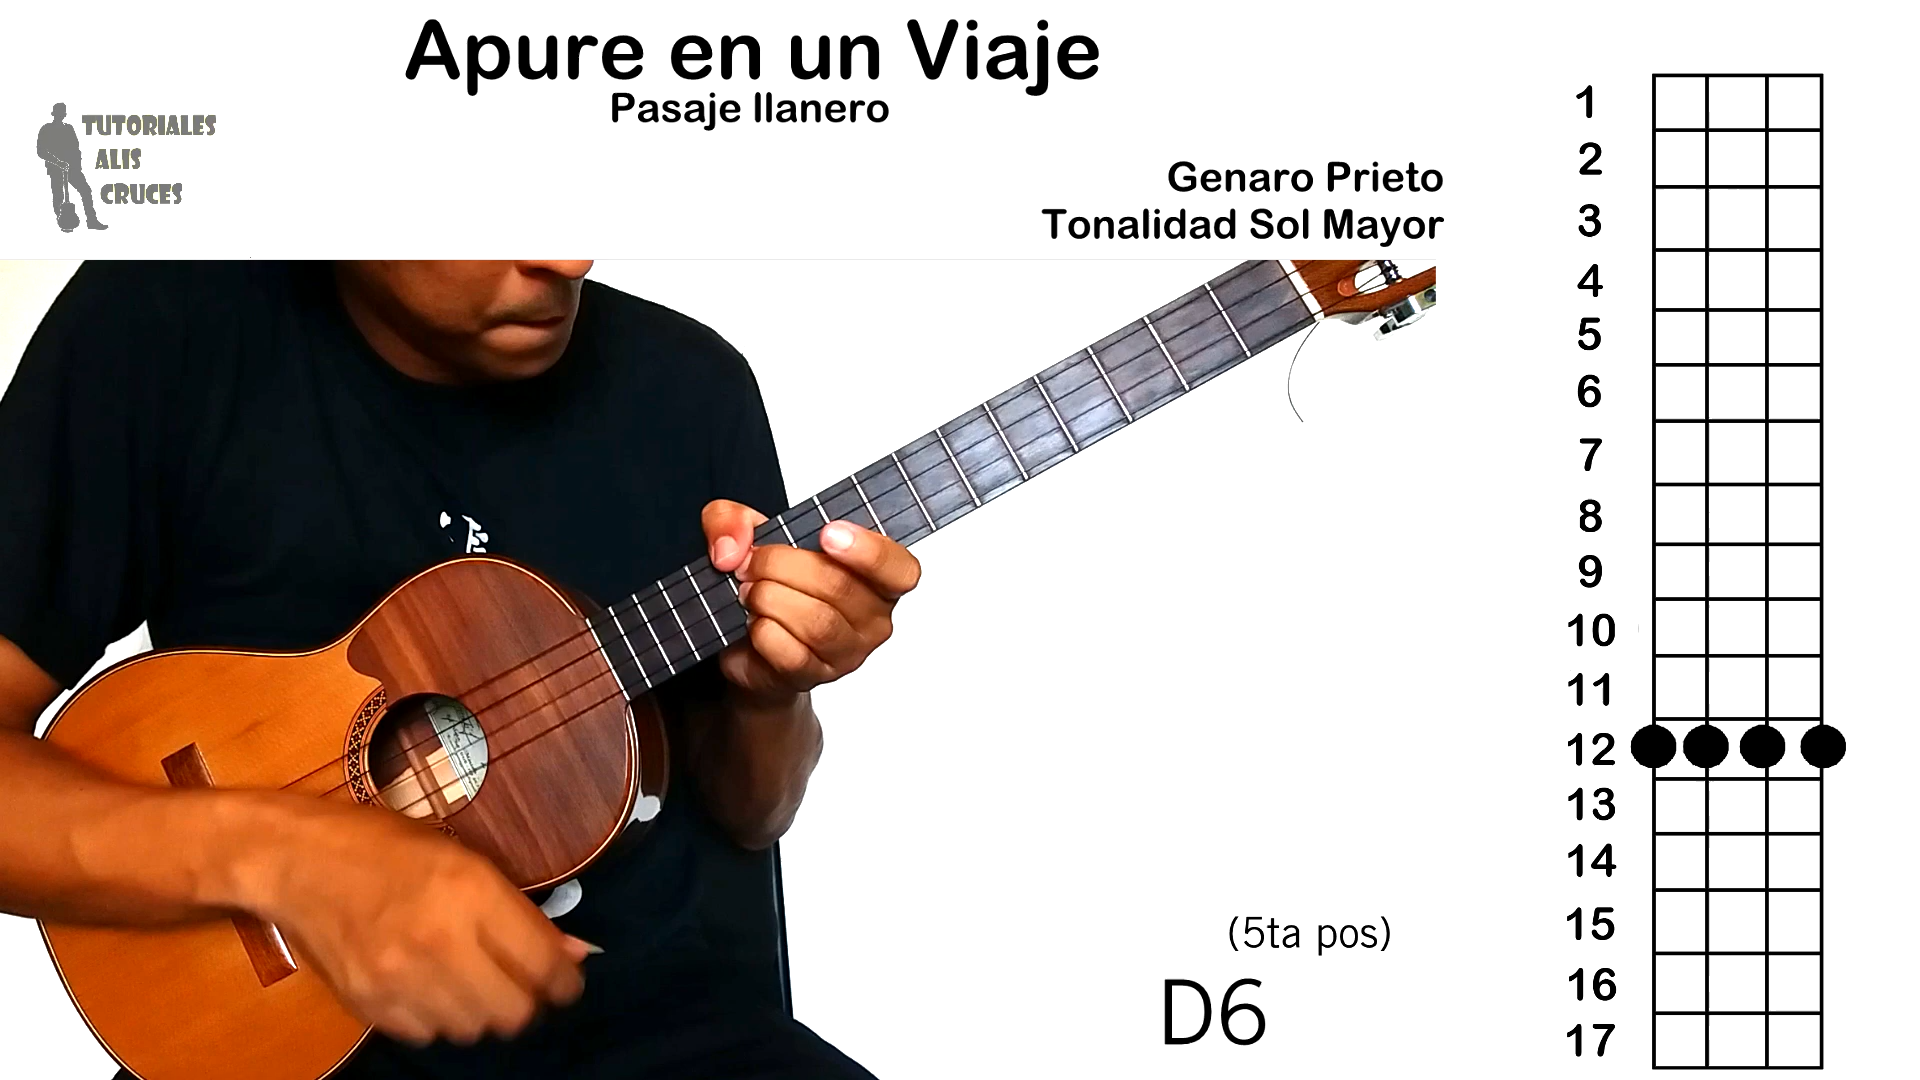 Apure en un Viaje
Pasaje llanero
TUTORIALES
ALIS
CRUCES
Genaro Prieto
Tonalidad Sol Mayor
1
2
3
4
5
6
7
8
9
10
11
12
13
14
15
16
17
(5ta pos)
D6